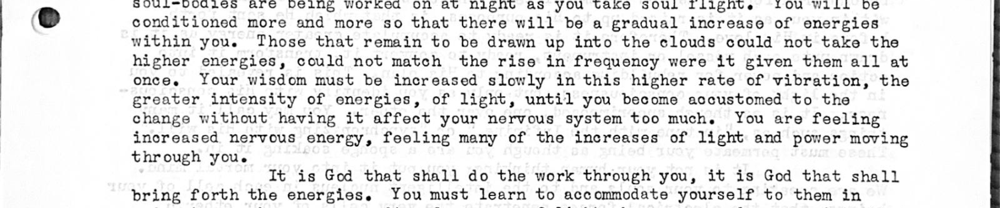 soul-bodies are being worked on at night as you take soul flight. You will be
conditioned more and more so that there will be a gradual increase of energies
within you. Those that remain to be drawn up into the clouds could not take the
higher energies, could not match the rise in frequency were it given them all at
once. Your wisdom must be increased slowly in this higher rate of vibration, the
greater intensity of energies, of light, until you become accustomed to the
change without having it affect your nervous system too much. You are feeling
increased nervous energy, feeling many of the increases of light and power moving
through you.
It is God that shall do the work through you, it is God that shall
bring forth the energies. You must learn to accommodate yourself to them in